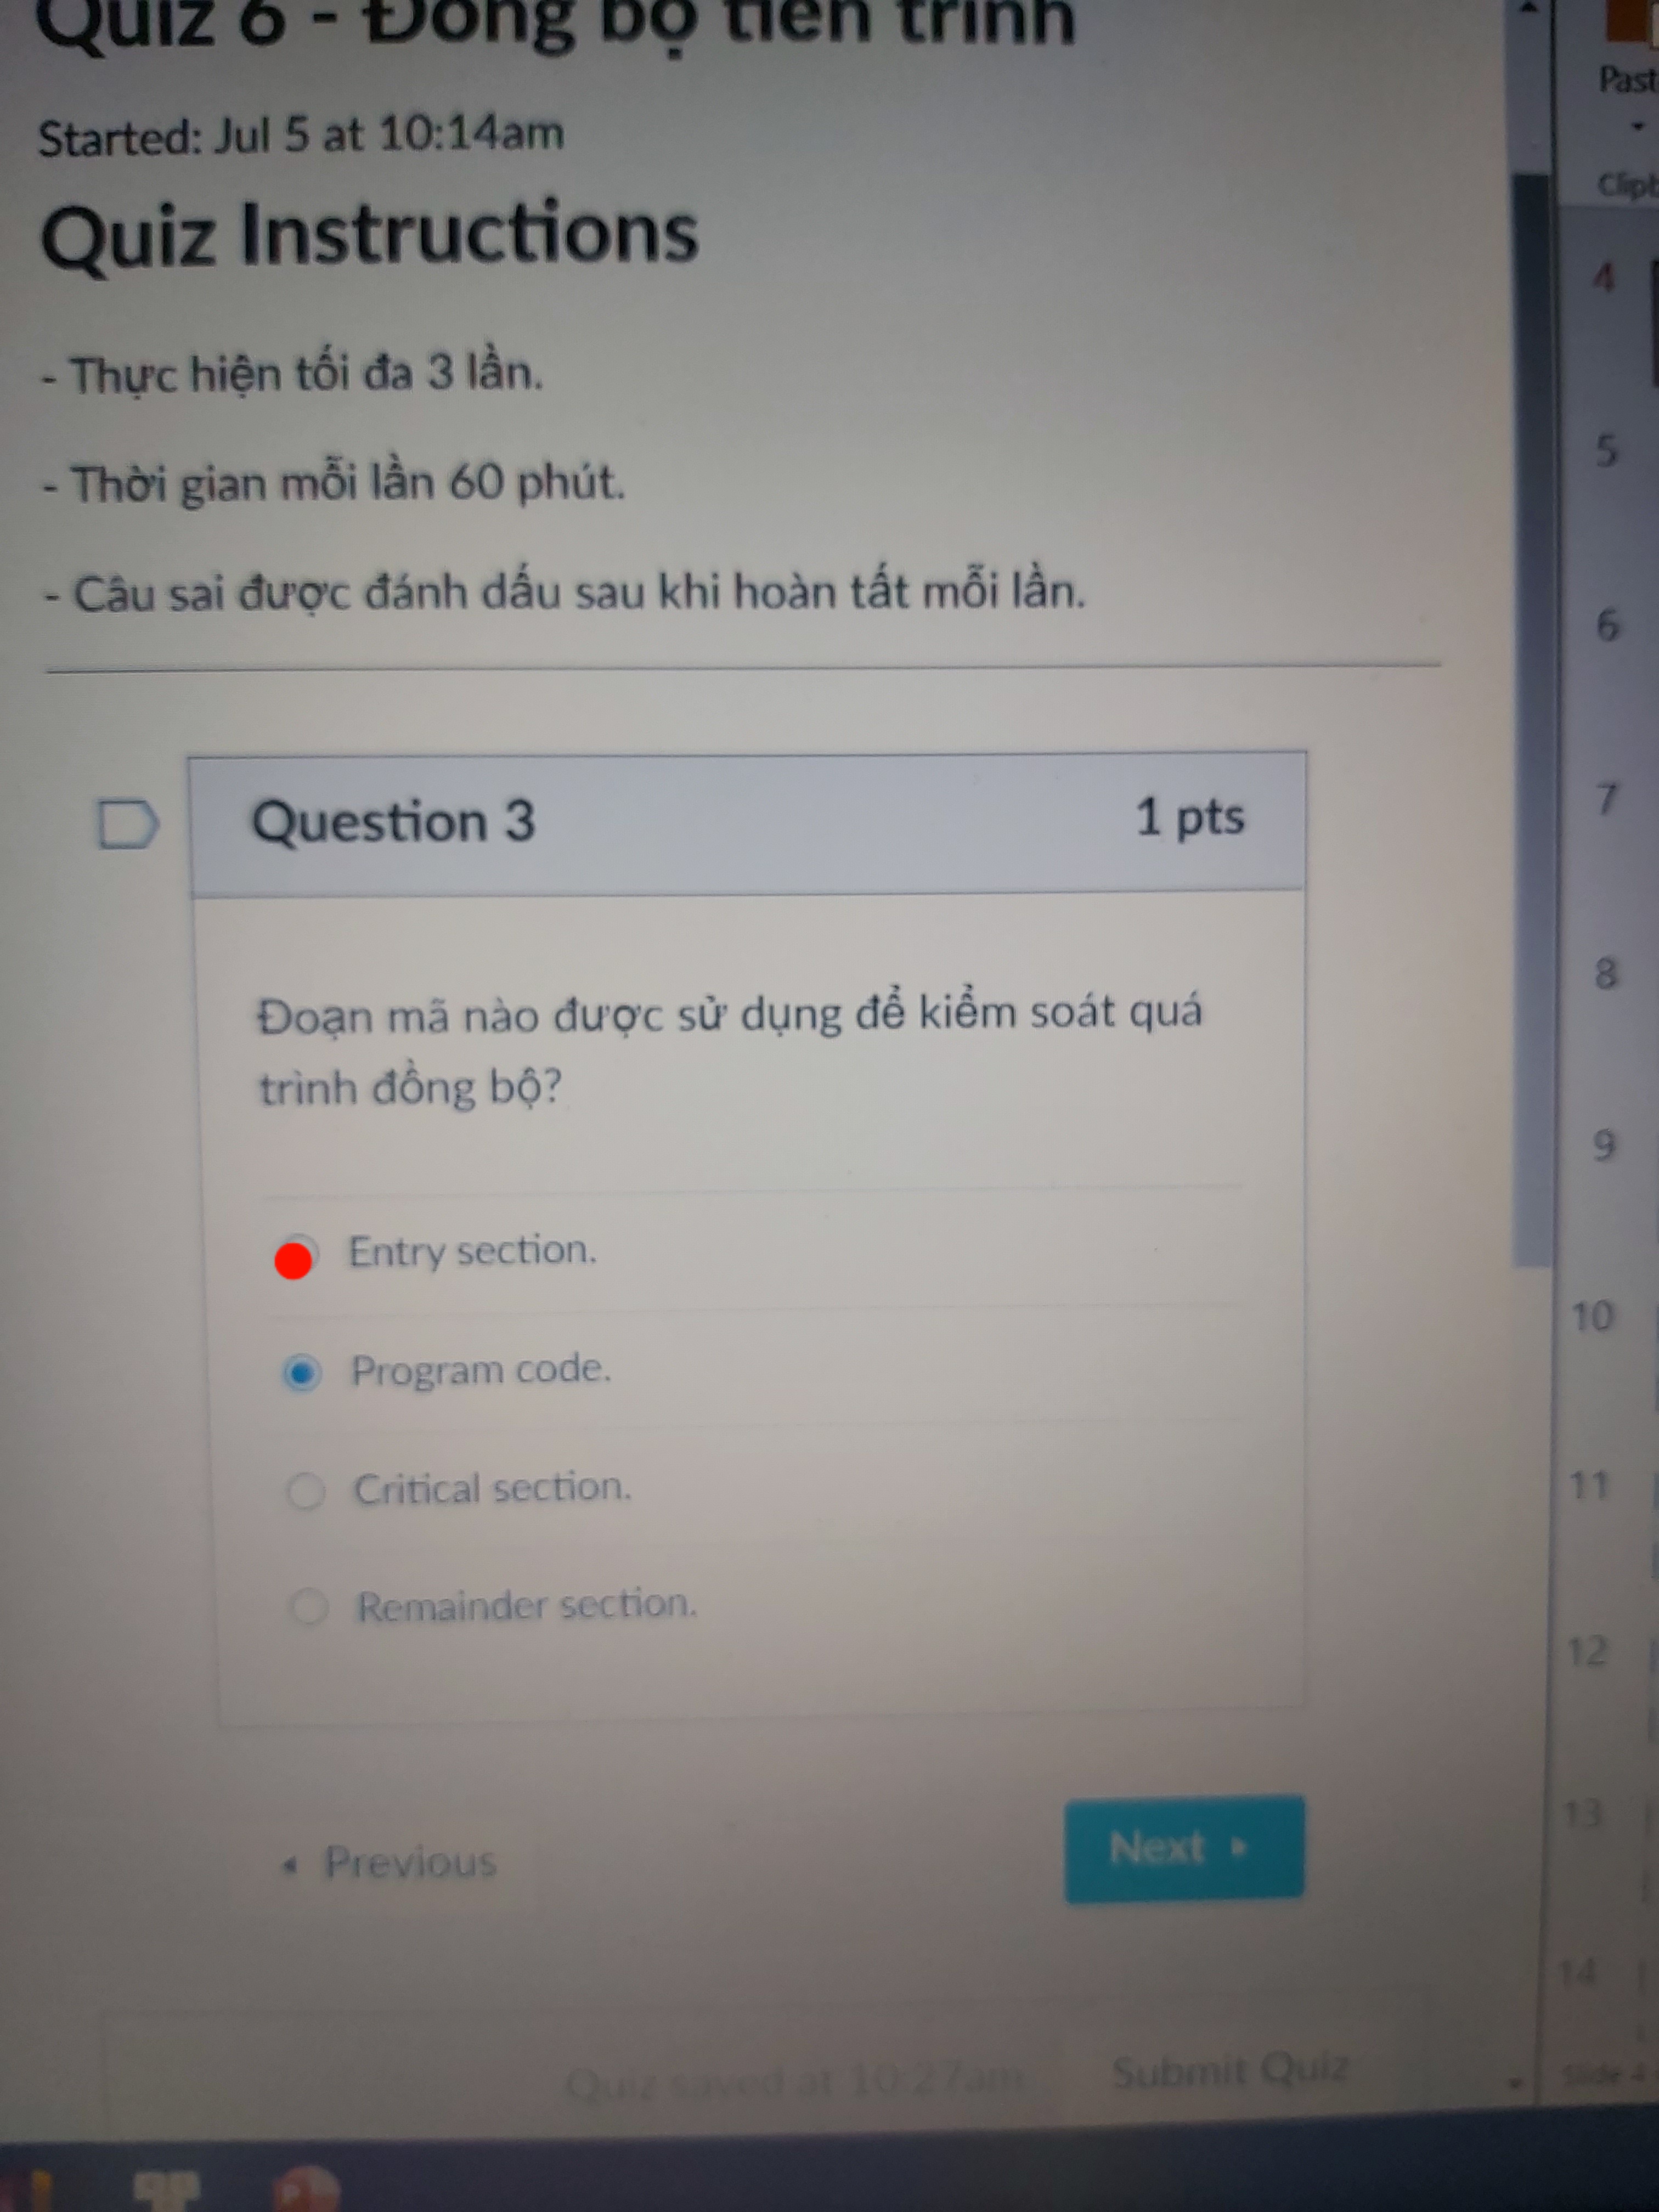 Quiz 6 - Đồng bộ tiến trình
Started: Jul 5 at 10:14am
Quiz Instructions
- Thực hiện tối đa 3 lần.
- Thời gian mỗi lần 60 phút.
- Câu sai được đánh dấu sau khi hoàn tất mỗi lần.
Question 3
1 pts
Đoạn mã nào được sử dụng để kiểm soát quá
trình đồng bộ?
Entry section.
Program code.
Critical section.
Remainder section.
Previous
Next
Quiz saved at 10:27am
Submit Quiz
Past
Clipb
4
5
6
7
8
9
10
11
12
13
14
Slide 4